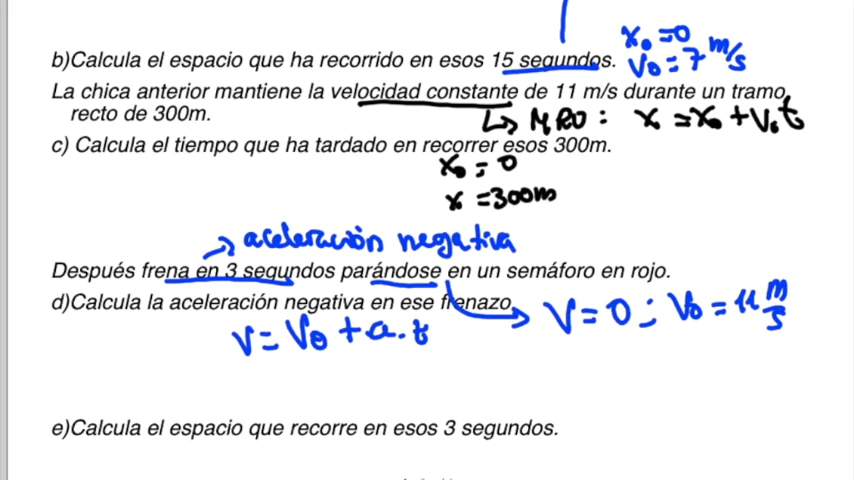 x₀ = 0
b)Calcula el espacio que ha recorrido en esos 15 segundos. V₀ = 7 m/s
La chica anterior mantiene la velocidad constante de 11 m/s durante un tramo
recto de 300m. ↳ MRU: x = x₀ + V₀ t
c) Calcula el tiempo que ha tardado en recorrer esos 300m.
x₀ = 0
x = 300m
→ aceleración negativa
Después frena en 3 segundos parándose en un semáforo en rojo.
d)Calcula la aceleración negativa en ese frenazo. → V = 0 ; V₀ = 11 m/s
V = V₀ + a · t
e)Calcula el espacio que recorre en esos 3 segundos.